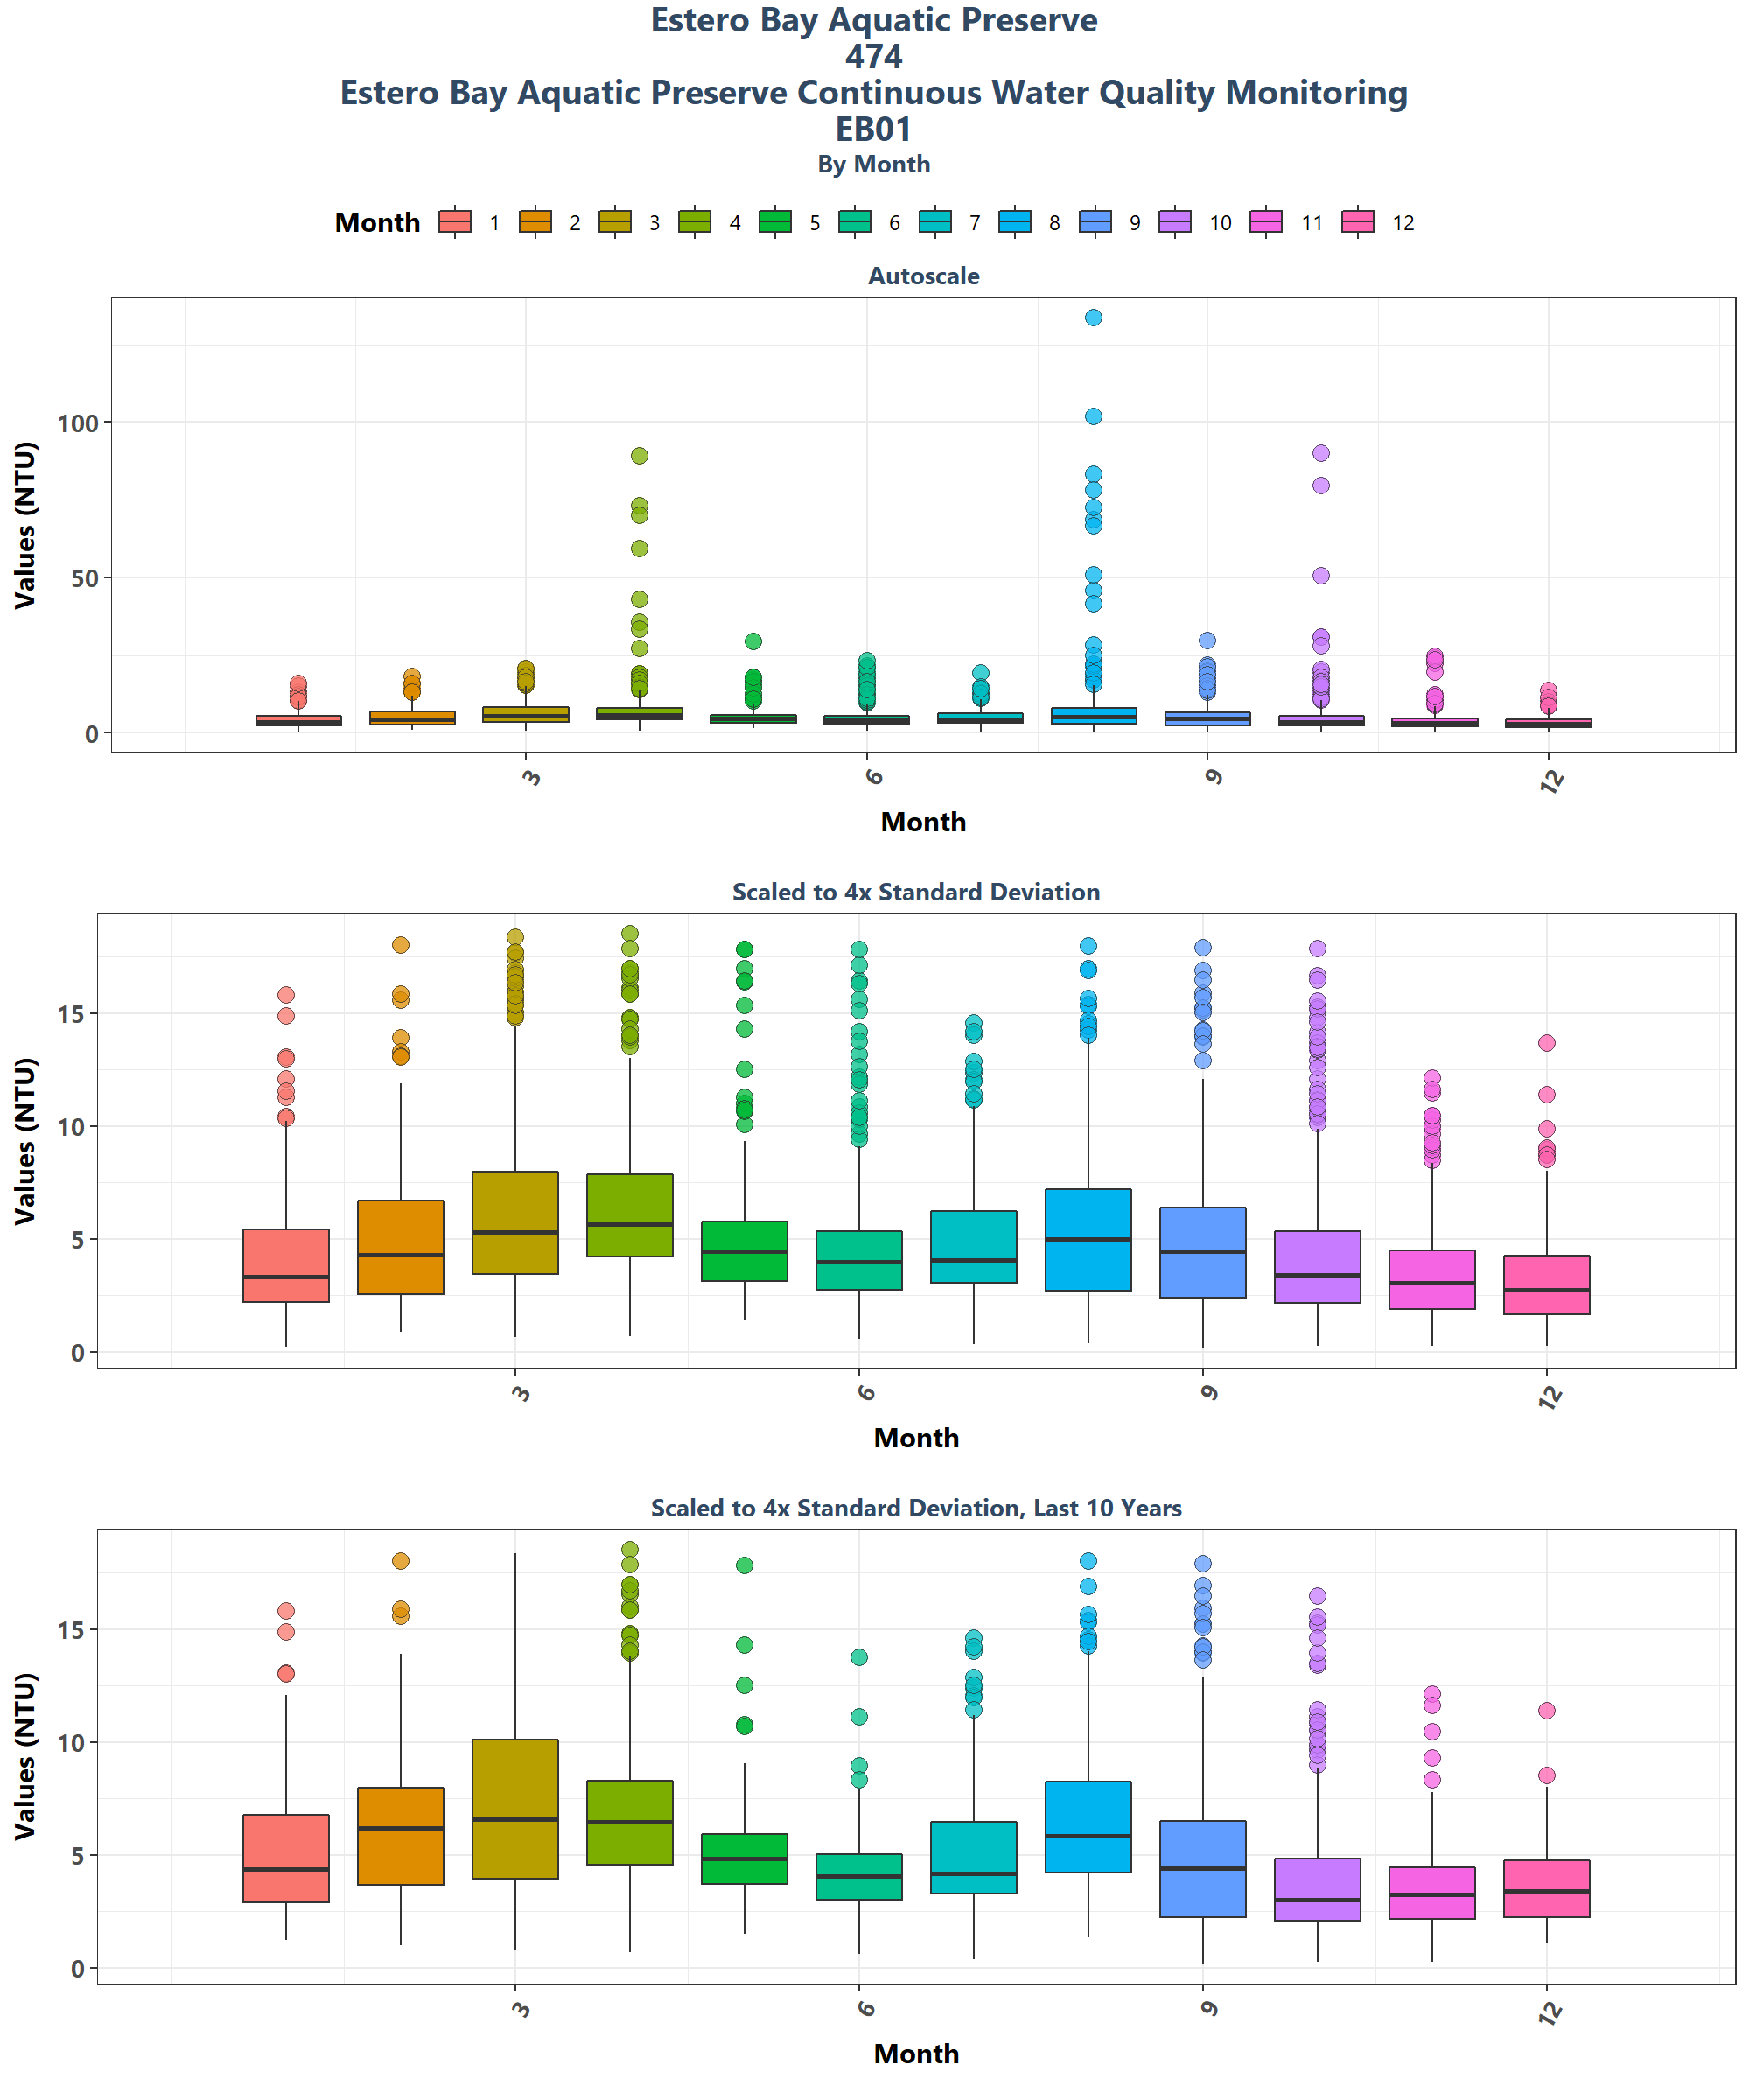 Estero Bay Aquatic Preserve
474
Estero Bay Aquatic Preserve Continuous Water Quality Monitoring
EB01
By Month
Month 1 2 3 4 5 6 7 8 9 10 11 12
Autoscale
Values (NTU)
100
50
0
3 6 9 12
Month
Scaled to 4x Standard Deviation
Values (NTU)
15
10
5
0
3 6 9 12
Month
Scaled to 4x Standard Deviation, Last 10 Years
Values (NTU)
15
10
5
0
3 6 9 12
Month